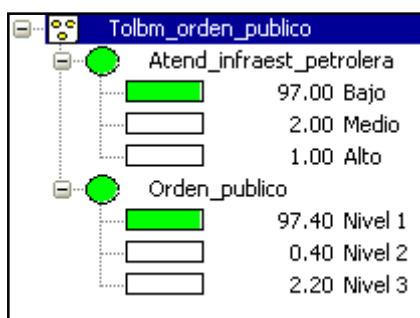 Tolbm_orden_publico
Atend_infraest_petrolera
97.00 Bajo
2.00 Medio
1.00 Alto
Orden_publico
97.40 Nivel 1
0.40 Nivel 2
2.20 Nivel 3